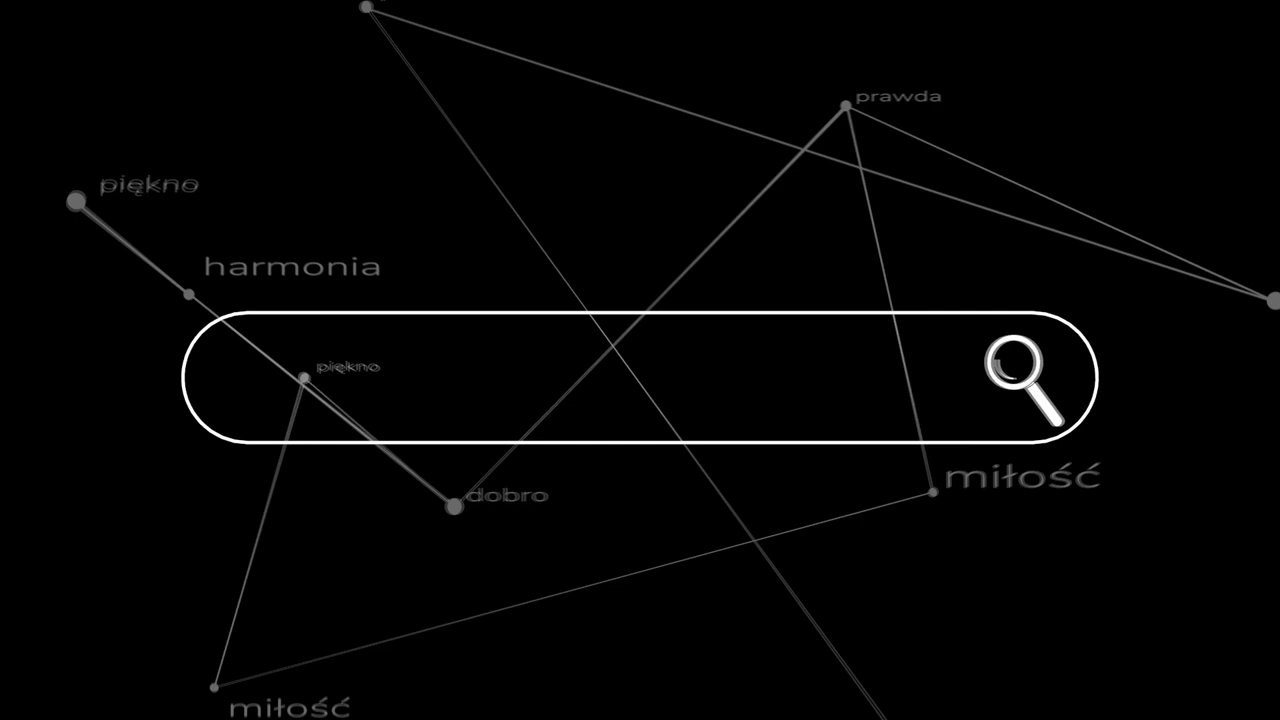 prawda
piękno
harmonia
piękno
miłość
dobro
miłość